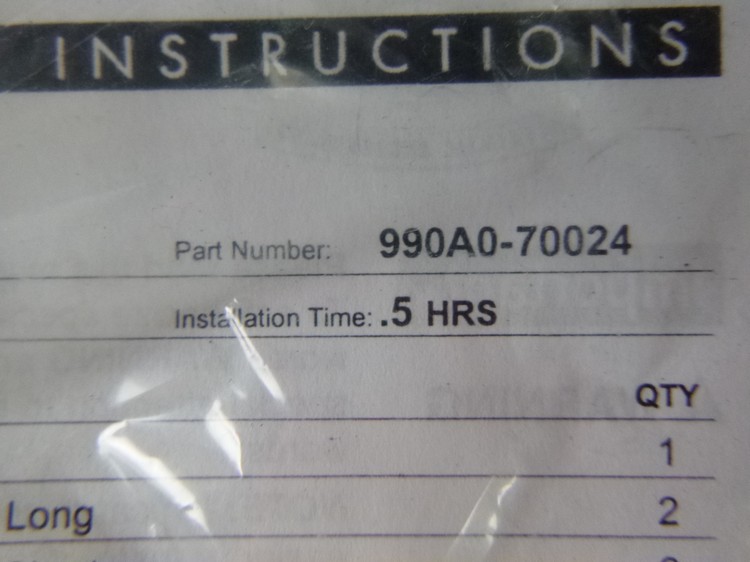 INSTRUCTIONS
Part Number: 990A0-70024
Installation Time: .5 HRS
QTY
1
Long 2